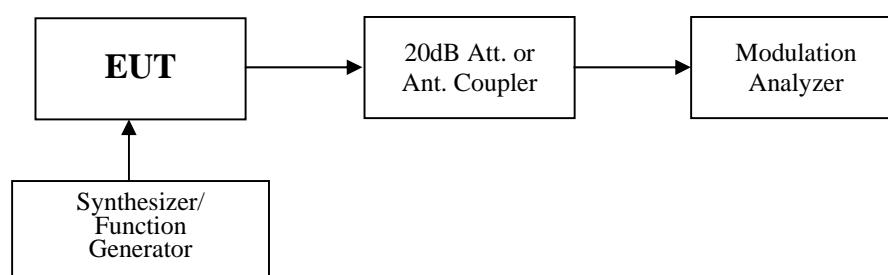 EUT
20dB Att. or
Ant. Coupler
Modulation
Analyzer
Synthesizer/
Function
Generator